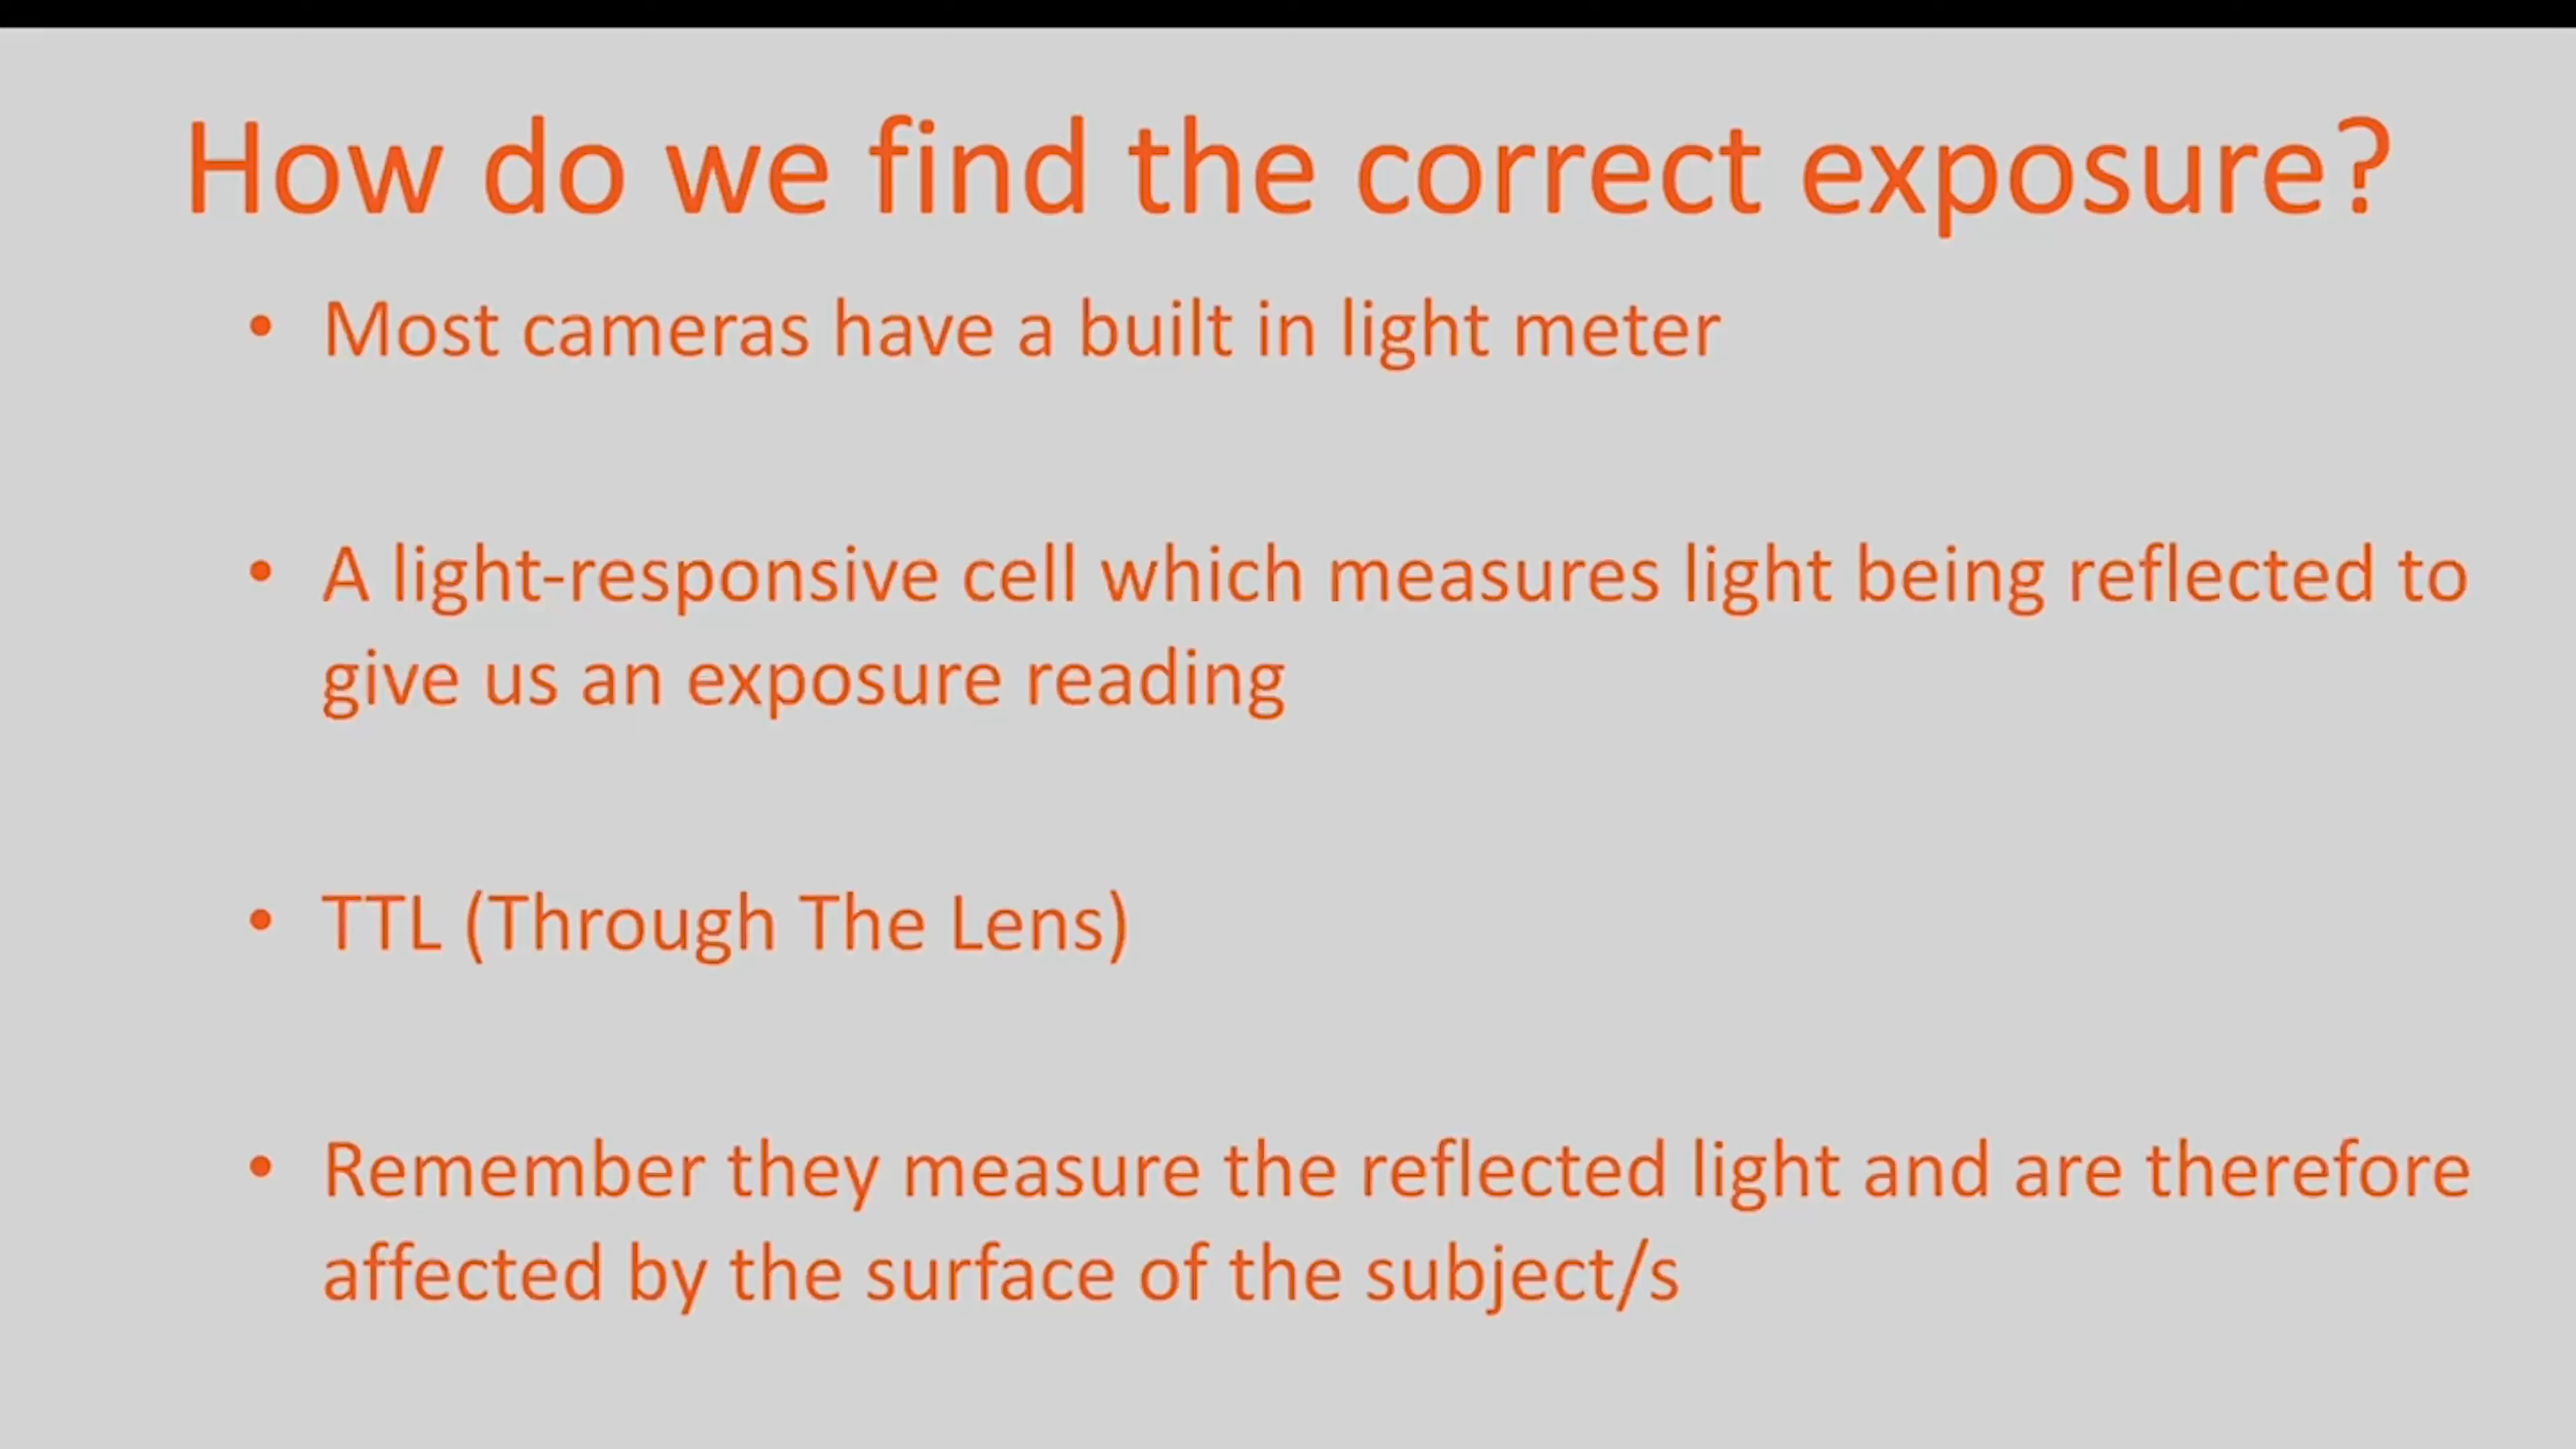 How do we find the correct exposure?
• Most cameras have a built in light meter
• A light-responsive cell which measures light being reflected to
give us an exposure reading
• TTL (Through The Lens)
• Remember they measure the reflected light and are therefore
affected by the surface of the subject/s